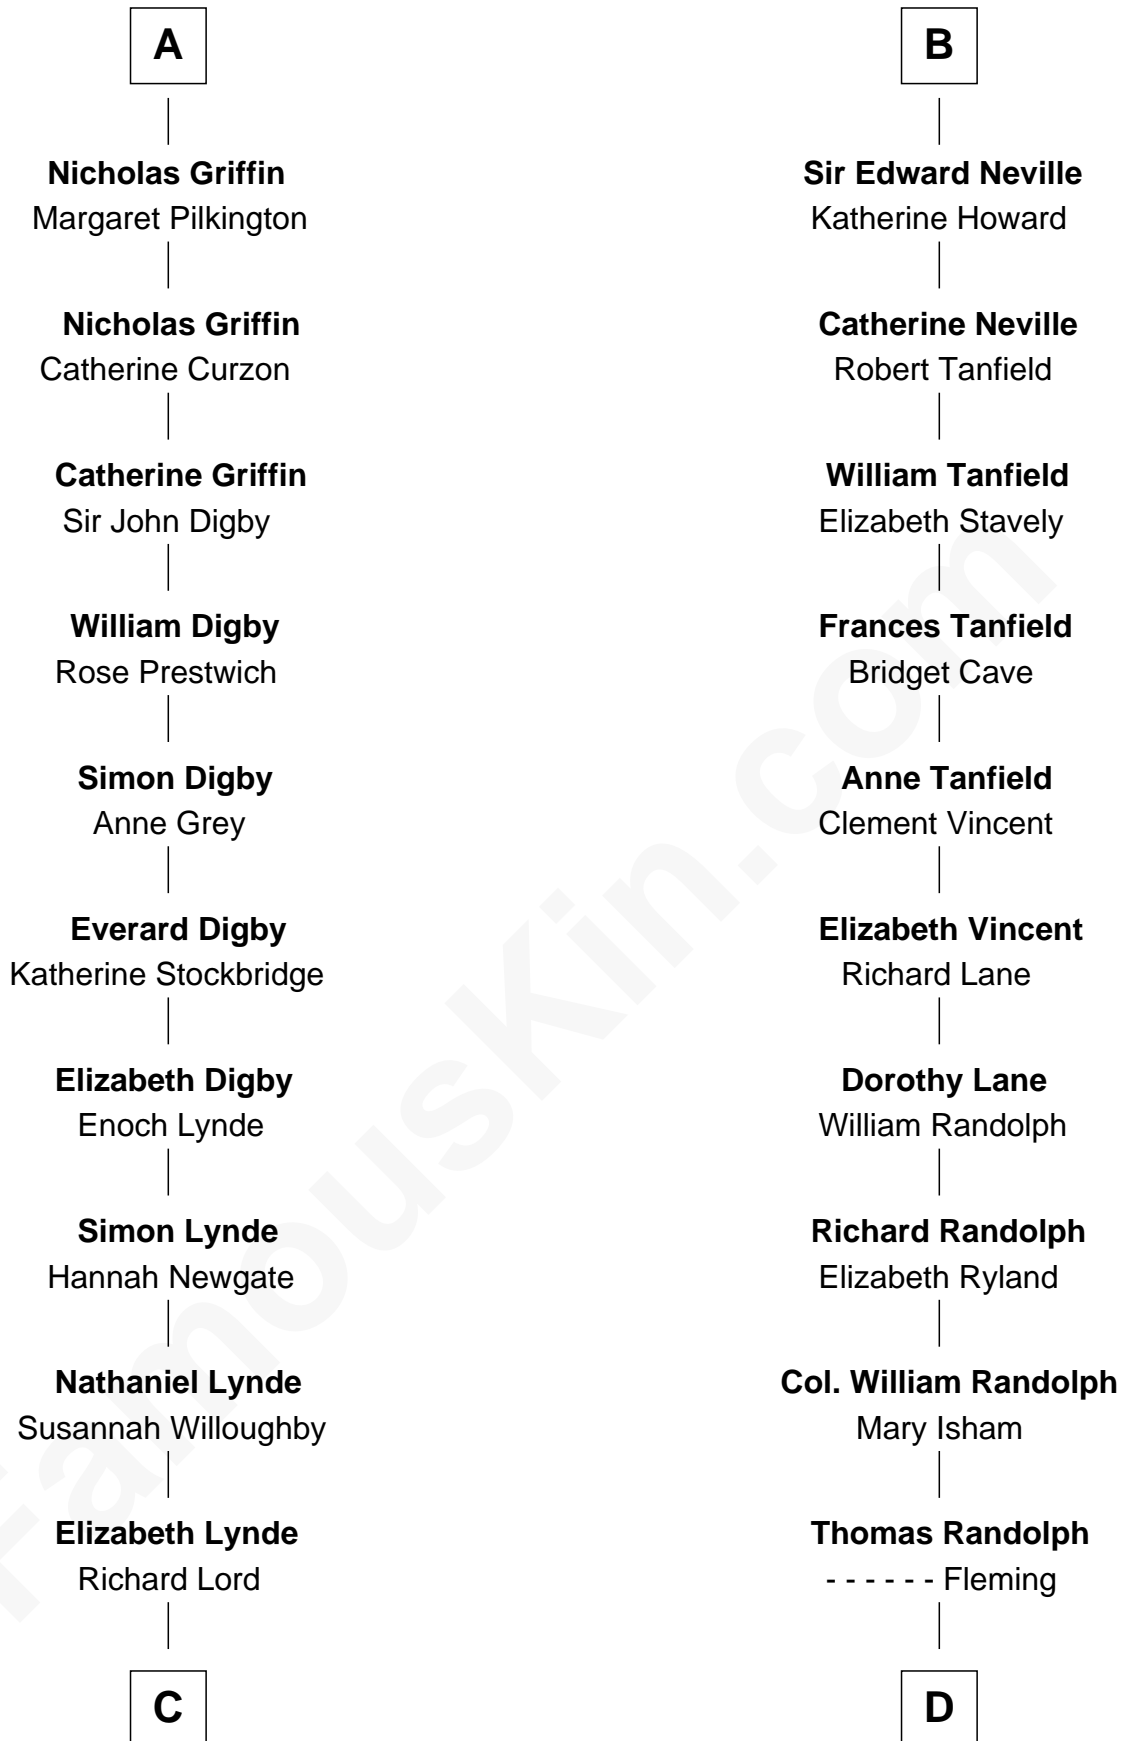 A
Nicholas Griffin
Margaret Pilkington
Nicholas Griffin
Catherine Curzon
Catherine Griffin
Sir John Digby
William Digby
Rose Prestwich
Simon Digby
Anne Grey
Everard Digby
Katherine Stockbridge
Elizabeth Digby
Enoch Lynde
Simon Lynde
Hannah Newgate
Nathaniel Lynde
Susannah Willoughby
Elizabeth Lynde
Richard Lord
C
B
Sir Edward Neville
Katherine Howard
Catherine Neville
Robert Tanfield
William Tanfield
Elizabeth Stavely
Frances Tanfield
Bridget Cave
Anne Tanfield
Clement Vincent
Elizabeth Vincent
Richard Lane
Dorothy Lane
William Randolph
Richard Randolph
Elizabeth Ryland
Col. William Randolph
Mary Isham
Thomas Randolph
- - - - - - Fleming
D
FamousKin.com